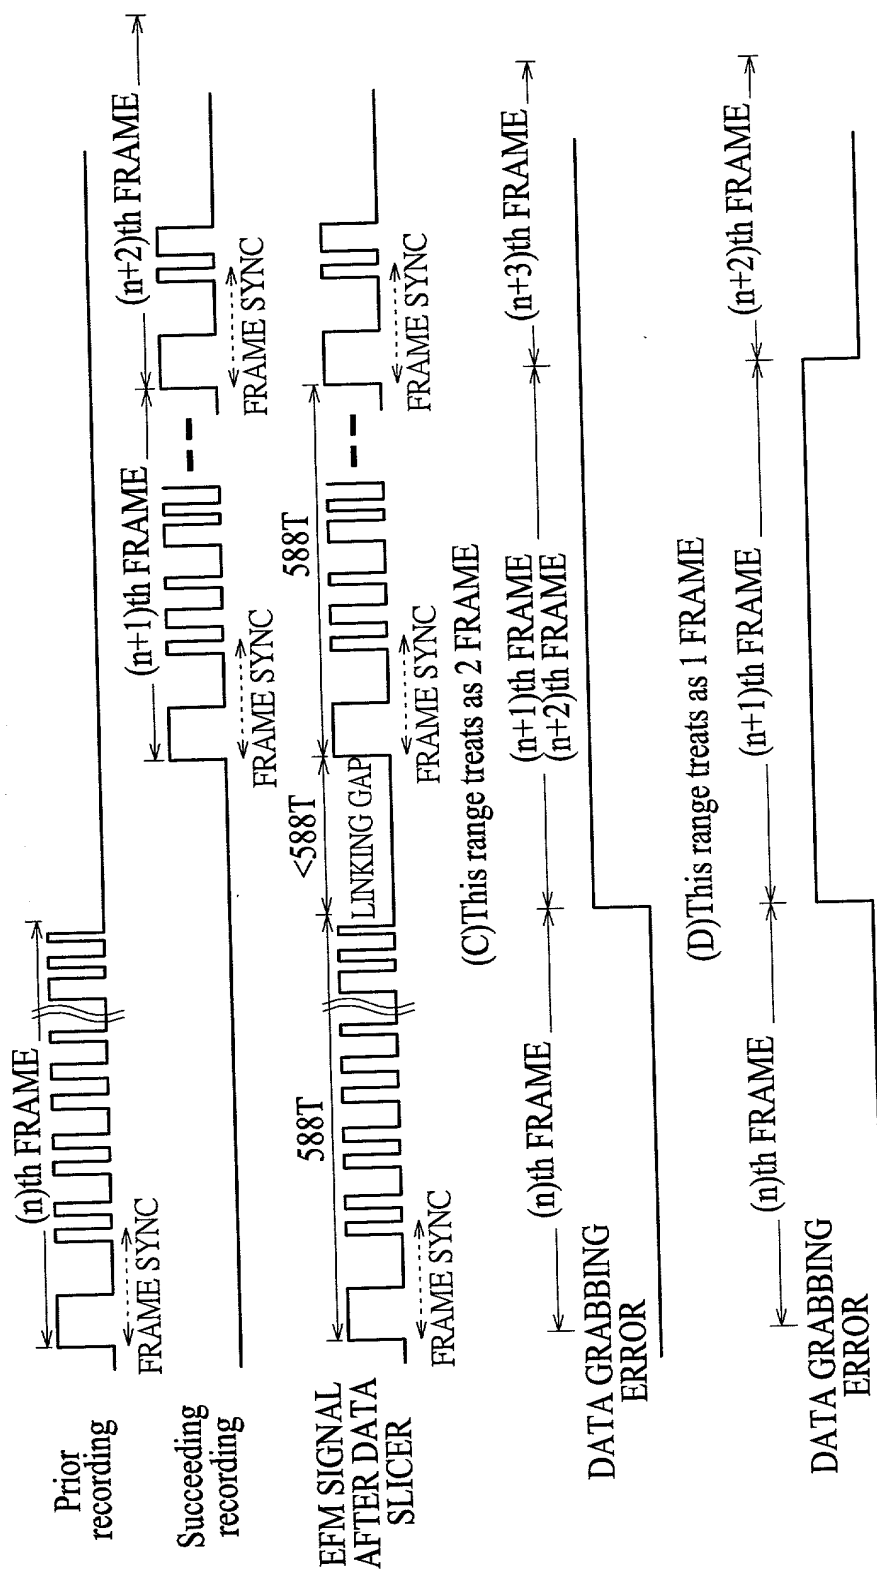 Prior
recording
(n)th FRAME
FRAME SYNC
Succeeding
recording
(n+1)th FRAME
(n+2)th FRAME
FRAME SYNC
FRAME SYNC
EFM SIGNAL
AFTER DATA
SLICER
588T
<588T
588T
LINKING GAP
FRAME SYNC
FRAME SYNC
FRAME SYNC
(C)This range treats as 2 FRAME
(n)th FRAME
(n+1)th FRAME
(n+2)th FRAME
(n+3)th FRAME
DATA GRABBING
ERROR
(D)This range treats as 1 FRAME
(n)th FRAME
(n+1)th FRAME
(n+2)th FRAME
DATA GRABBING
ERROR